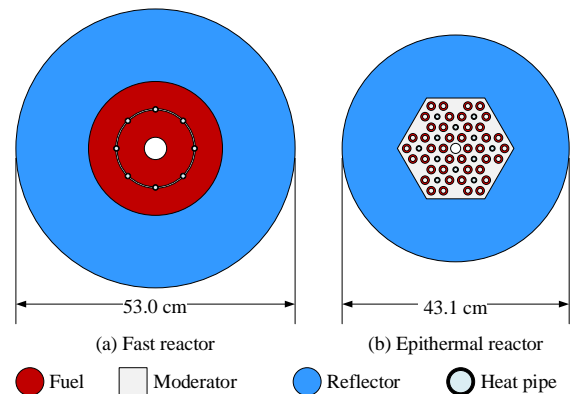 53.0 cm
43.1 cm
(a) Fast reactor
(b) Epithermal reactor
Fuel
Moderator
Reflector
Heat pipe